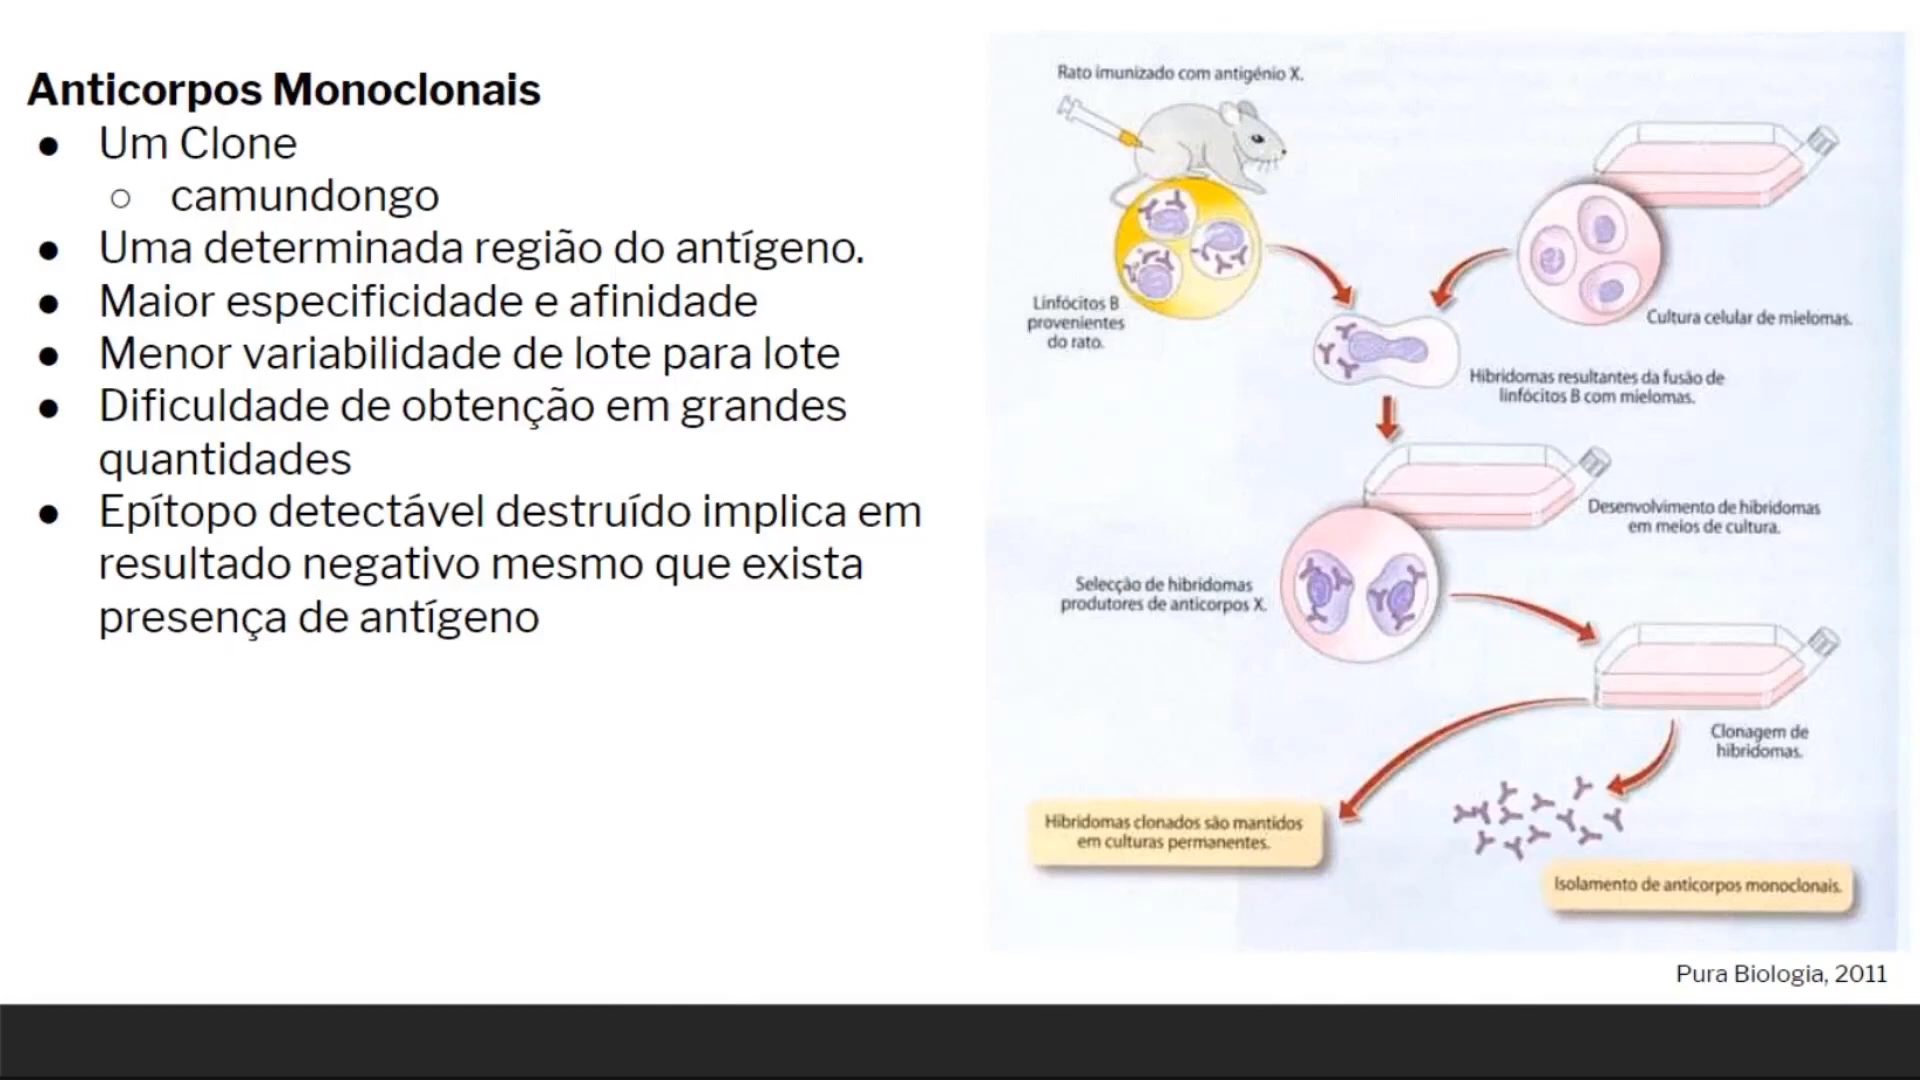 Anticorpos Monoclonais
● Um Clone
○ camundongo
● Uma determinada região do antígeno.
● Maior especificidade e afinidade
● Menor variabilidade de lote para lote
● Dificuldade de obtenção em grandes
quantidades
● Epítopo detectável destruído implica em
resultado negativo mesmo que exista
presença de antígeno
Rato imunizado com antigénio X.
Linfócitos B
provenientes
do rato.
Cultura celular de mielomas.
Hibridomas resultantes da fusão de
linfócitos B com mielomas.
Desenvolvimento de hibridomas
em meios de cultura.
Selecção de hibridomas
produtores de anticorpos X.
Clonagem de
hibridomas.
Hibridomas clonados são mantidos
em culturas permanentes.
Isolamento de anticorpos monoclonais.
Pura Biologia, 2011